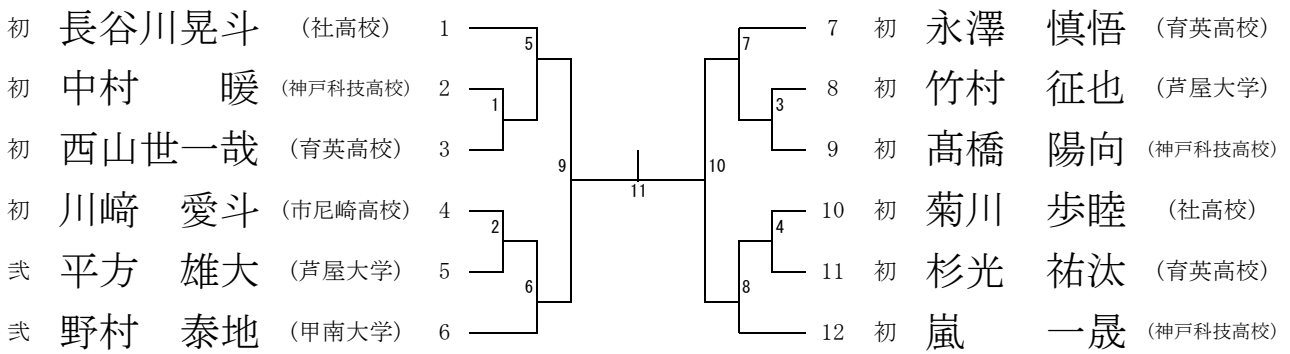 初 長谷川晃斗 (社高校) 1
初 中村 暖 (神戸科技高校) 2
初 西山世一哉 (育英高校) 3
初 川﨑 愛斗 (市尼崎高校) 4
弐 平方 雄大 (芦屋大学) 5
弐 野村 泰地 (甲南大学) 6
5
1
9
2
6
11
7
3
10
4
8
7 初 永澤 慎悟 (育英高校)
8 初 竹村 征也 (芦屋大学)
9 初 髙橋 陽向 (神戸科技高校)
10 初 菊川 歩睦 (社高校)
11 初 杉光 祐汰 (育英高校)
12 初 嵐 一晟 (神戸科技高校)